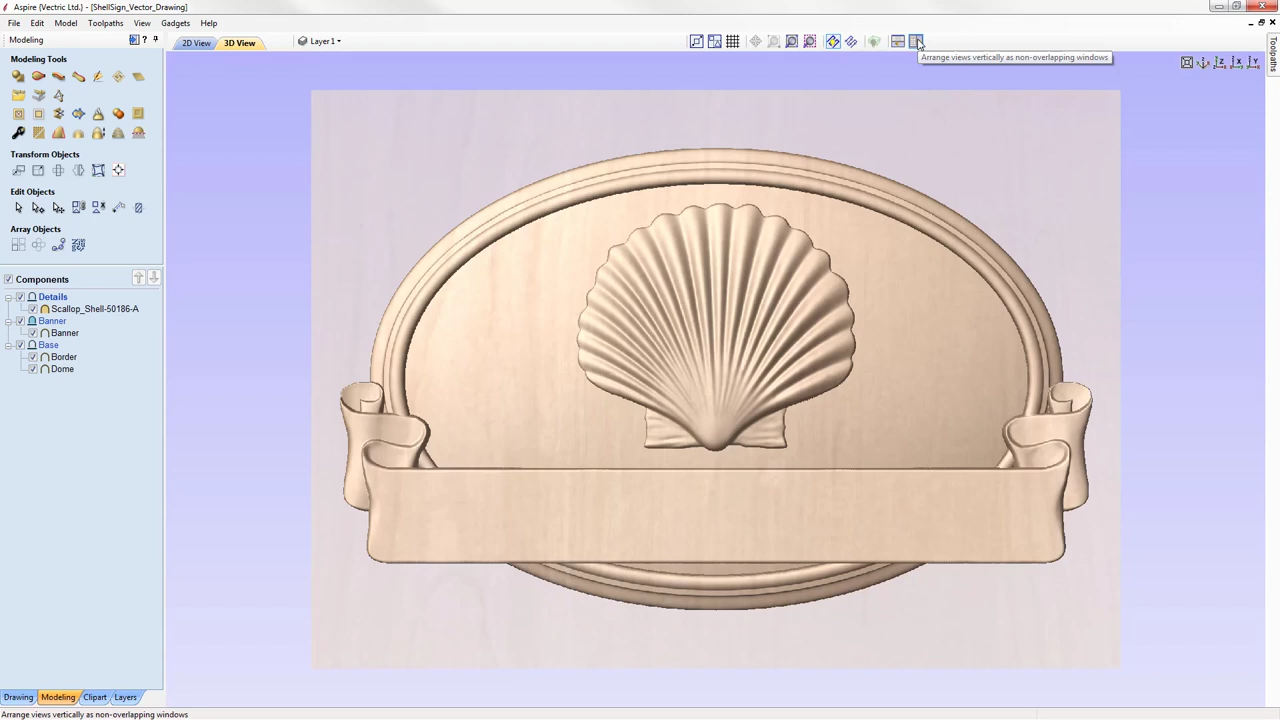 Aspire (Vectric Ltd.) - [ShellSign_Vector_Drawing]
File Edit Model Toolpaths View Gadgets Help
Modeling ?
2D View 3D View Layer 1
Arrange views vertically as non-overlapping windows
Toolpaths
Modeling Tools
Transform Objects
Edit Objects
Array Objects
Components
Details
Scallop_Shell-50186-A
Banner
Banner
Base
Border
Dome
Drawing Modeling Clipart Layers
Arrange views vertically as non-overlapping windows